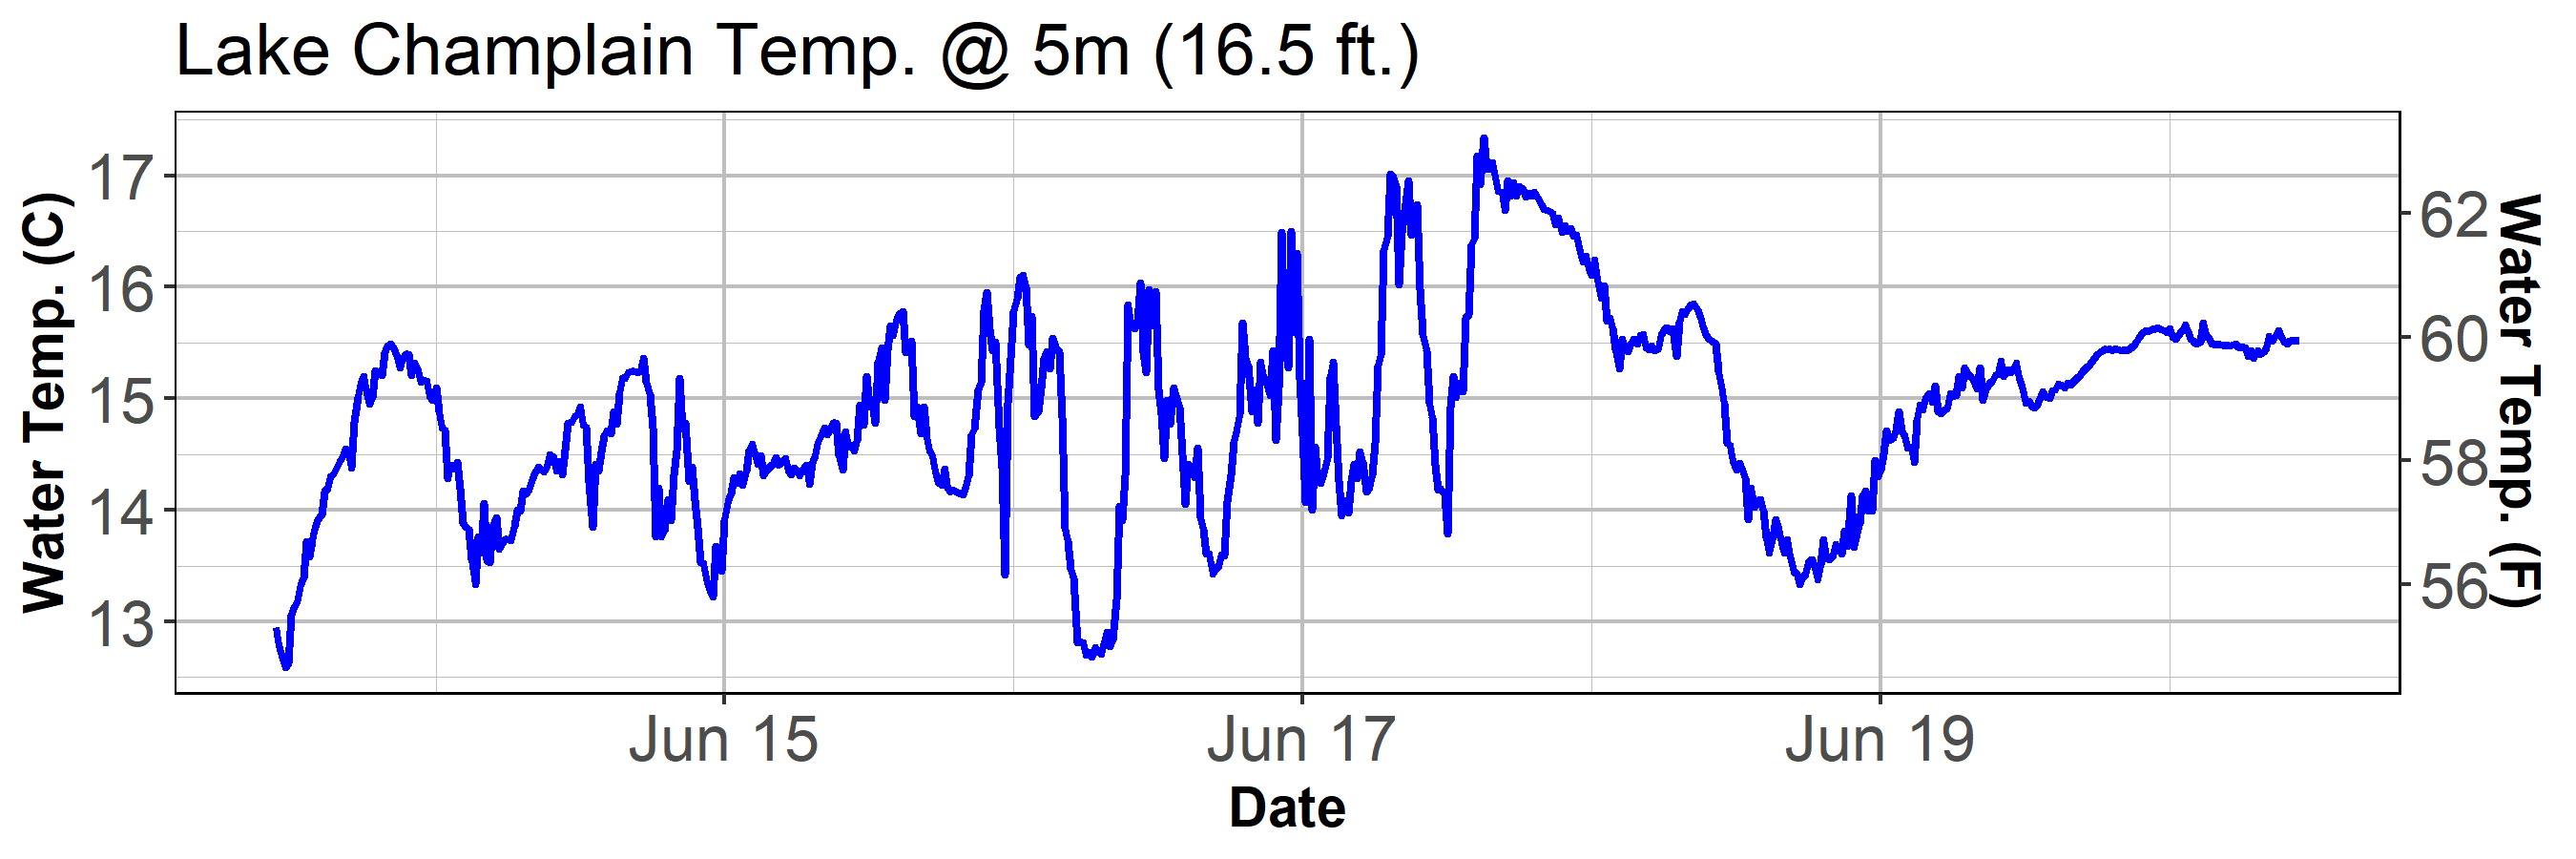 Lake Champlain Temp. @ 5m (16.5 ft.)
Water Temp. (C)
17
16
15
14
13
62
60
58
56
Water Temp. (F)
Jun 15
Jun 17
Jun 19
Date